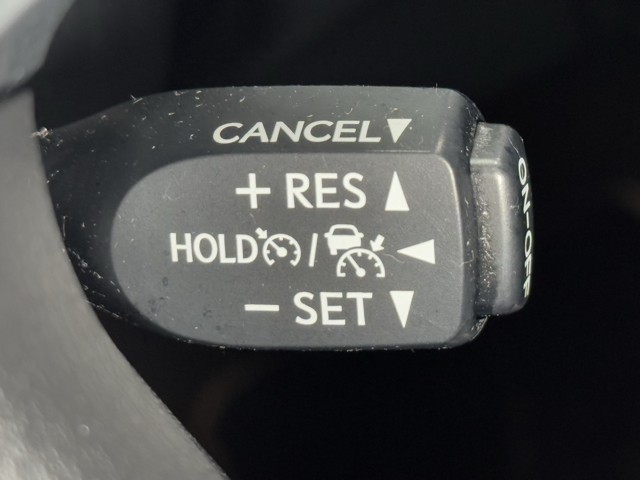 CANCEL▼
+ RES ▲
HOLD / ◀
− SET ▼
ON-OFF